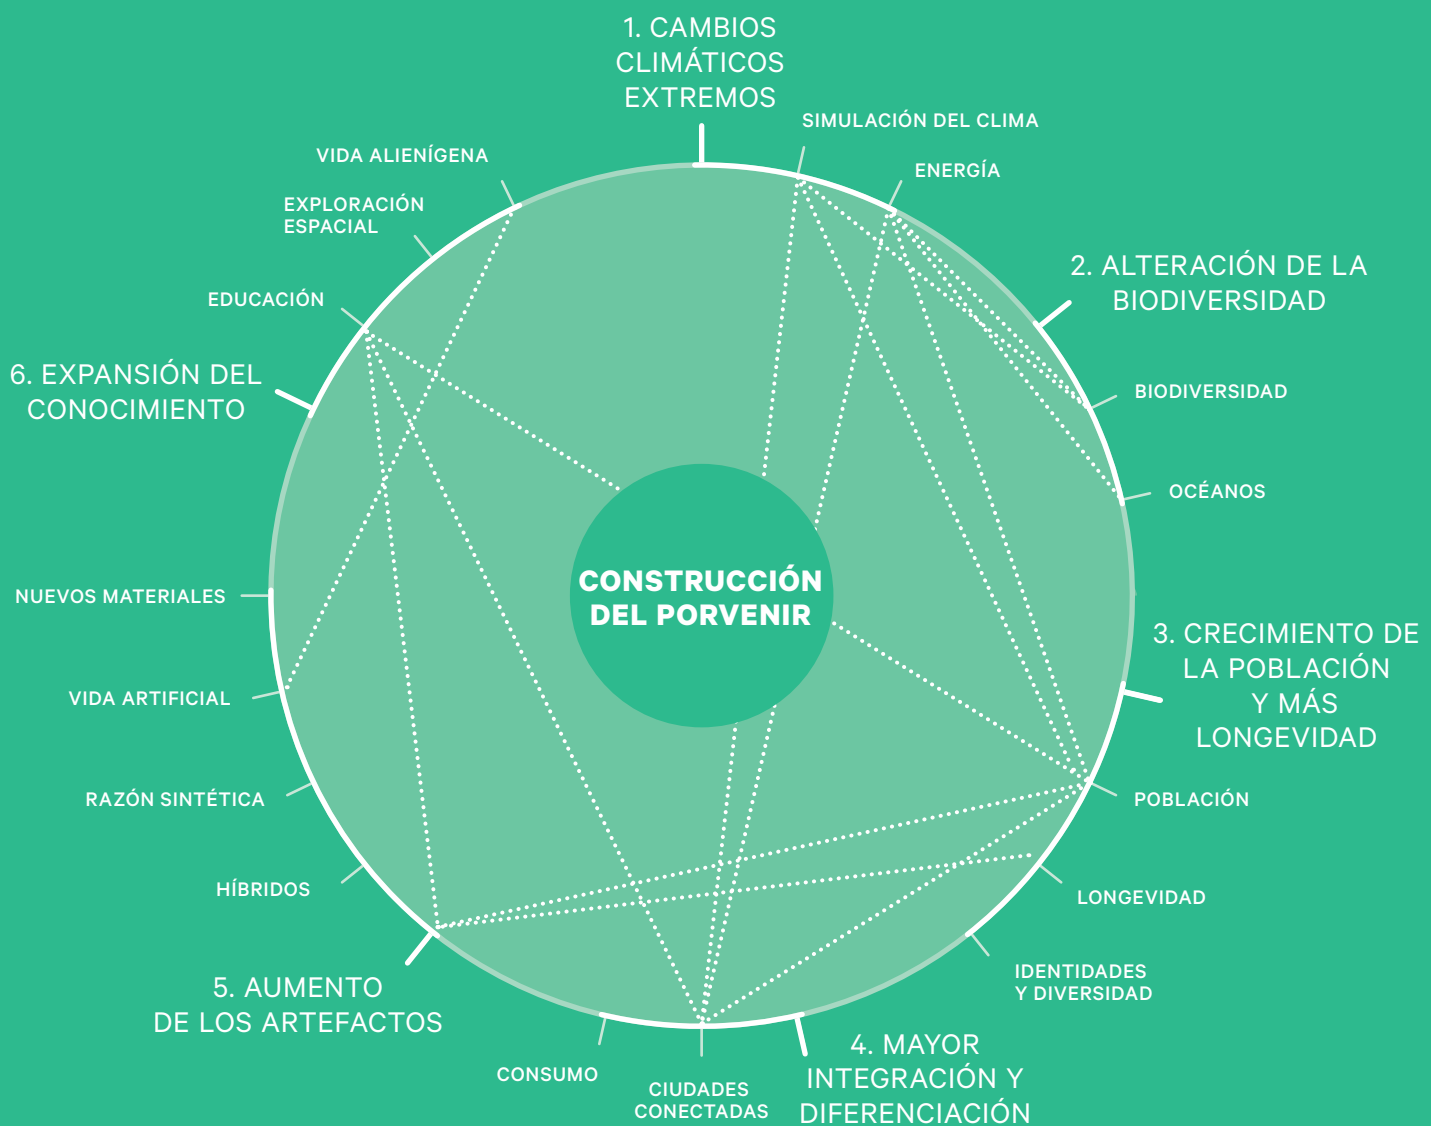 1. CAMBIOS
CLIMÁTICOS
EXTREMOS
SIMULACIÓN DEL CLIMA
ENERGÍA
2. ALTERACIÓN DE LA
BIODIVERSIDAD
BIODIVERSIDAD
OCÉANOS
3. CRECIMIENTO DE
LA POBLACIÓN
Y MÁS
LONGEVIDAD
POBLACIÓN
LONGEVIDAD
IDENTIDADES
Y DIVERSIDAD
4. MAYOR
INTEGRACIÓN Y
DIFERENCIACIÓN
CIUDADES
CONECTADAS
CONSUMO
5. AUMENTO
DE LOS ARTEFACTOS
HÍBRIDOS
RAZÓN SINTÉTICA
VIDA ARTIFICIAL
NUEVOS MATERIALES
6. EXPANSIÓN DEL
CONOCIMIENTO
EDUCACIÓN
EXPLORACIÓN
ESPACIAL
VIDA ALIENÍGENA
CONSTRUCCIÓN
DEL PORVENIR